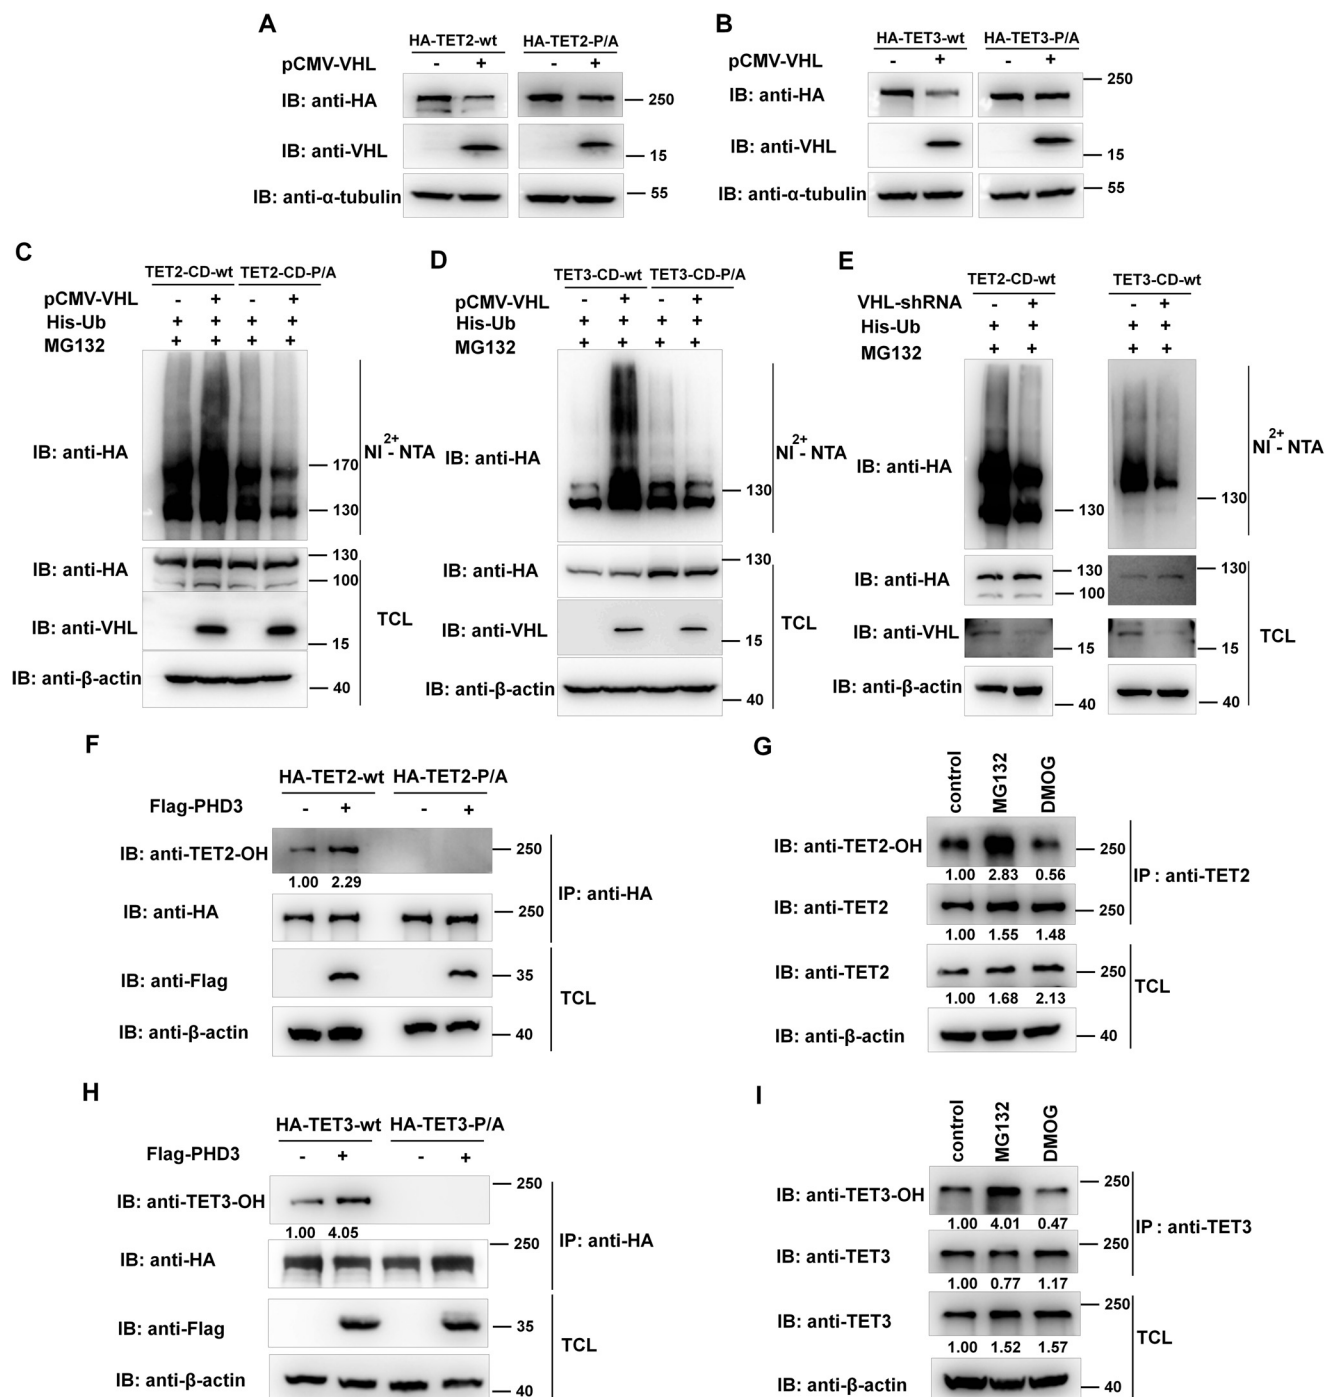 A
HA-TET2-wt HA-TET2-P/A
pCMV-VHL - + - +
IB: anti-HA 250
IB: anti-VHL 15
IB: anti-α-tubulin 55
B
HA-TET3-wt HA-TET3-P/A
pCMV-VHL - + - +
IB: anti-HA 250
IB: anti-VHL 15
IB: anti-α-tubulin 55
C
TET2-CD-wt TET2-CD-P/A
pCMV-VHL - + - +
His-Ub + + + +
MG132 + + + +
IB: anti-HA 170 130 NI2+- NTA
IB: anti-HA 130 100
IB: anti-VHL 15 TCL
IB: anti-β-actin 40
D
TET3-CD-wt TET3-CD-P/A
pCMV-VHL - + - +
His-Ub + + + +
MG132 + + + +
IB: anti-HA 130 NI2+- NTA
IB: anti-HA 130
IB: anti-VHL 15 TCL
IB: anti-β-actin 40
E
TET2-CD-wt TET3-CD-wt
VHL-shRNA - + - +
His-Ub + + + +
MG132 + + + +
IB: anti-HA 130 130 NI2+- NTA
IB: anti-HA 130 100 130
IB: anti-VHL 15 15 TCL
IB: anti-β-actin 40 40
F
HA-TET2-wt HA-TET2-P/A
Flag-PHD3 - + - +
IB: anti-TET2-OH 250
1.00 2.29
IP: anti-HA
IB: anti-HA 250
IB: anti-Flag 35
TCL
IB: anti-β-actin 40
G
control MG132 DMOG
IB: anti-TET2-OH 250
1.00 2.83 0.56 IP : anti-TET2
IB: anti-TET2 250
1.00 1.55 1.48
IB: anti-TET2 250
TCL
1.00 1.68 2.13
IB: anti-β-actin 40
H
HA-TET3-wt HA-TET3-P/A
Flag-PHD3 - + - +
IB: anti-TET3-OH 250
1.00 4.05
IP: anti-HA
IB: anti-HA 250
IB: anti-Flag 35
TCL
IB: anti-β-actin 40
I
control MG132 DMOG
IB: anti-TET3-OH 250
1.00 4.01 0.47 IP : anti-TET3
IB: anti-TET3 250
1.00 0.77 1.17
IB: anti-TET3 250
TCL
1.00 1.52 1.57
IB: anti-β-actin 40